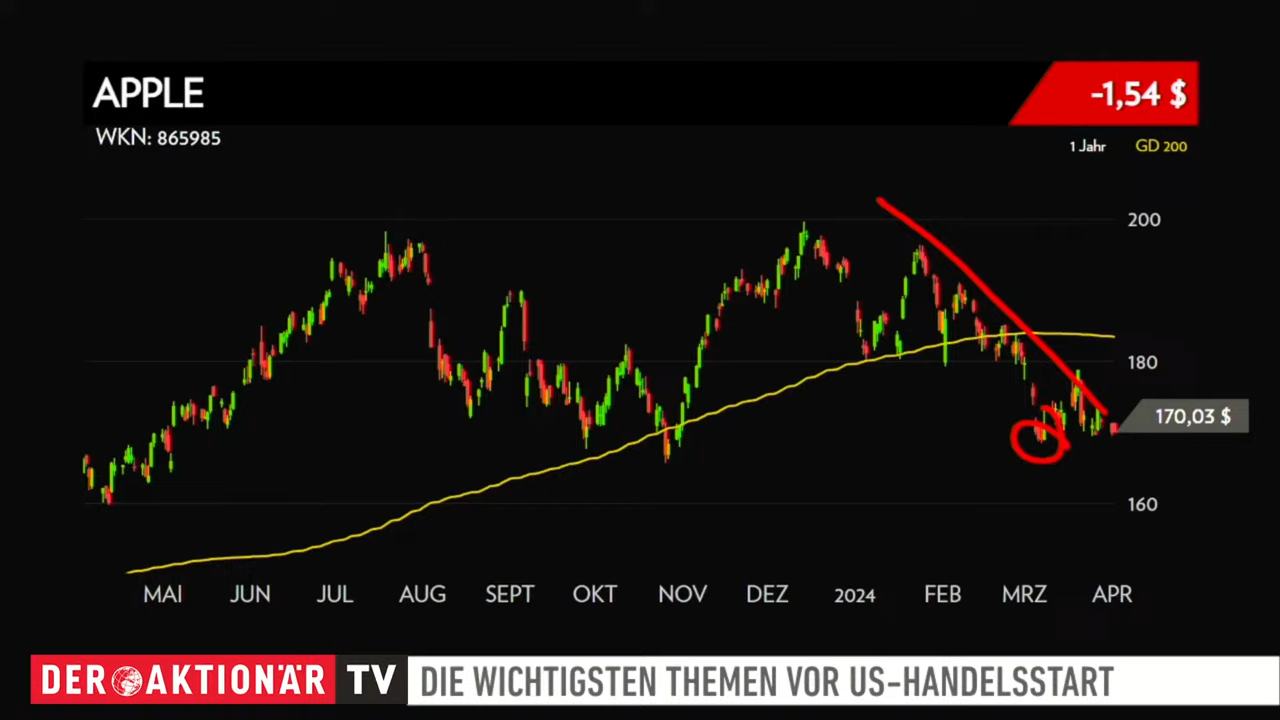 APPLE
-1,54 $
WKN: 865985
1 Jahr GD 200
200
180
170,03 $
160
MAI JUN JUL AUG SEPT OKT NOV DEZ 2024 FEB MRZ APR
DER AKTIONÄR TV DIE WICHTIGSTEN THEMEN VOR US-HANDELSSTART